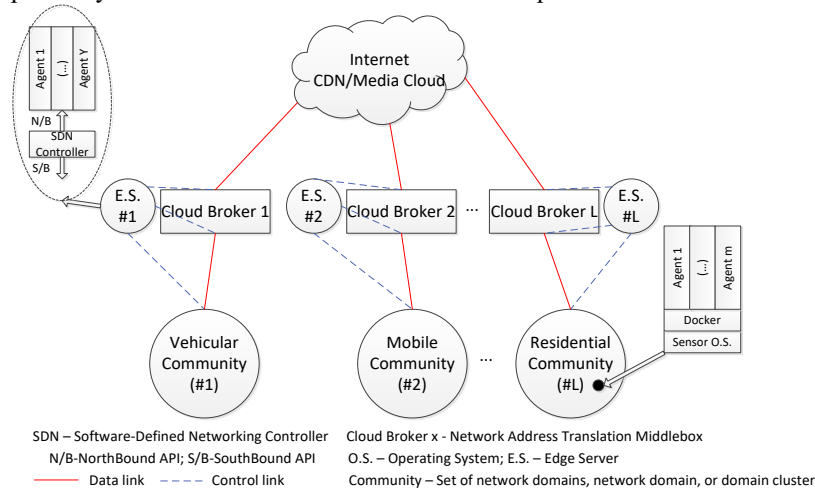 Agent 1
(...)
Agent Y
N/B
SDN
Controller
S/B
Internet
CDN/Media Cloud
E.S.
#1
Cloud Broker 1
E.S.
#2
Cloud Broker 2
...
Cloud Broker L
E.S.
#L
Agent 1
(...)
Agent m
Docker
Sensor O.S.
Vehicular
Community
(#1)
Mobile
Community
(#2)
...
Residential
Community
(#L)
SDN – Software-Defined Networking Controller Cloud Broker x - Network Address Translation Middlebox
N/B-NorthBound API; S/B-SouthBound API O.S. – Operating System; E.S. – Edge Server
Data link Control link Community – Set of network domains, network domain, or domain cluster